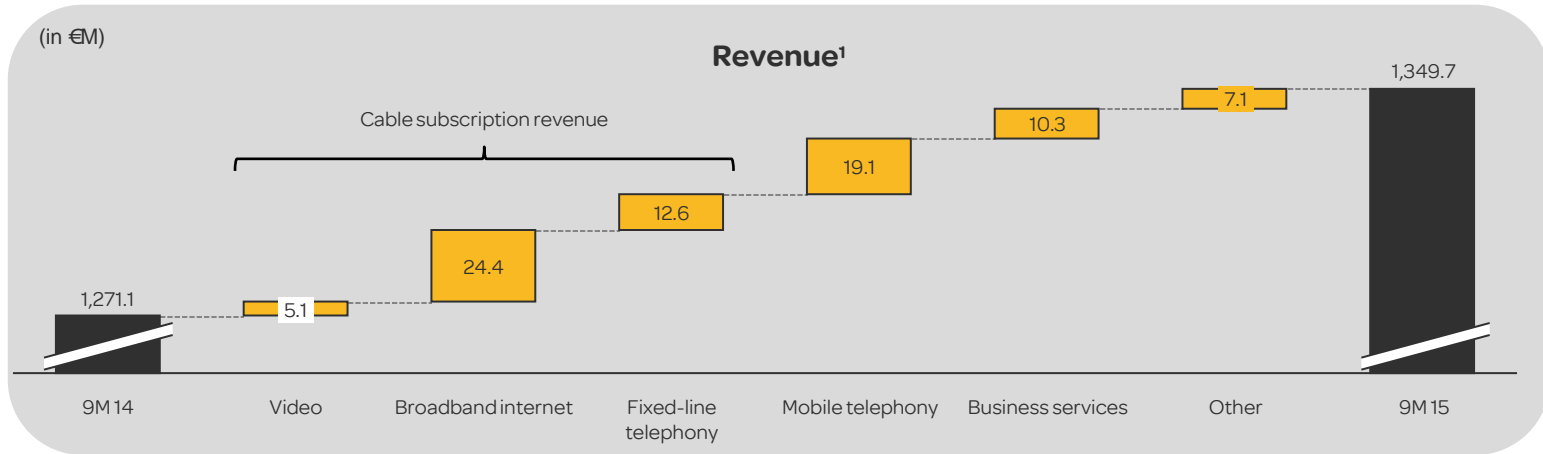 (in €M)
Revenue¹
1,349.7
7.1
Cable subscription revenue
10.3
19.1
12.6
24.4
1,271.1
5.1
9M 14
Video
Broadband internet
Fixed-line
telephony
Mobile telephony
Business services
Other
9M 15